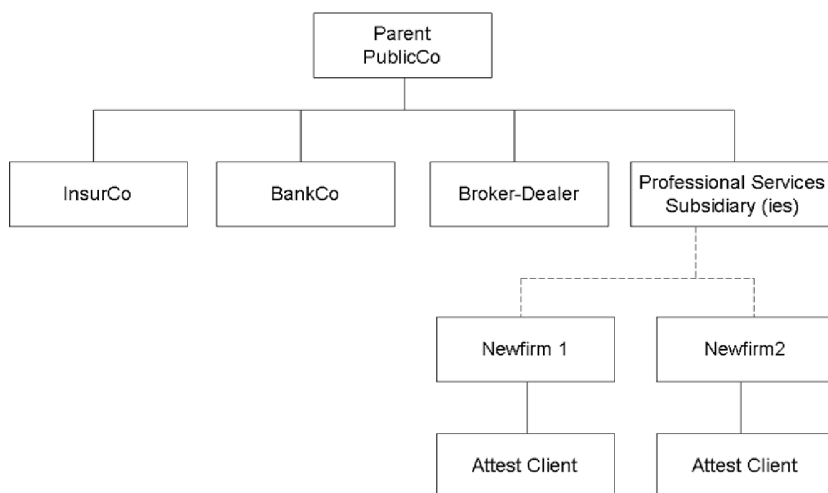 Parent
PublicCo
InsurCo
BankCo
Broker-Dealer
Professional Services
Subsidiary (ies)
Newfirm 1
Newfirm2
Attest Client
Attest Client